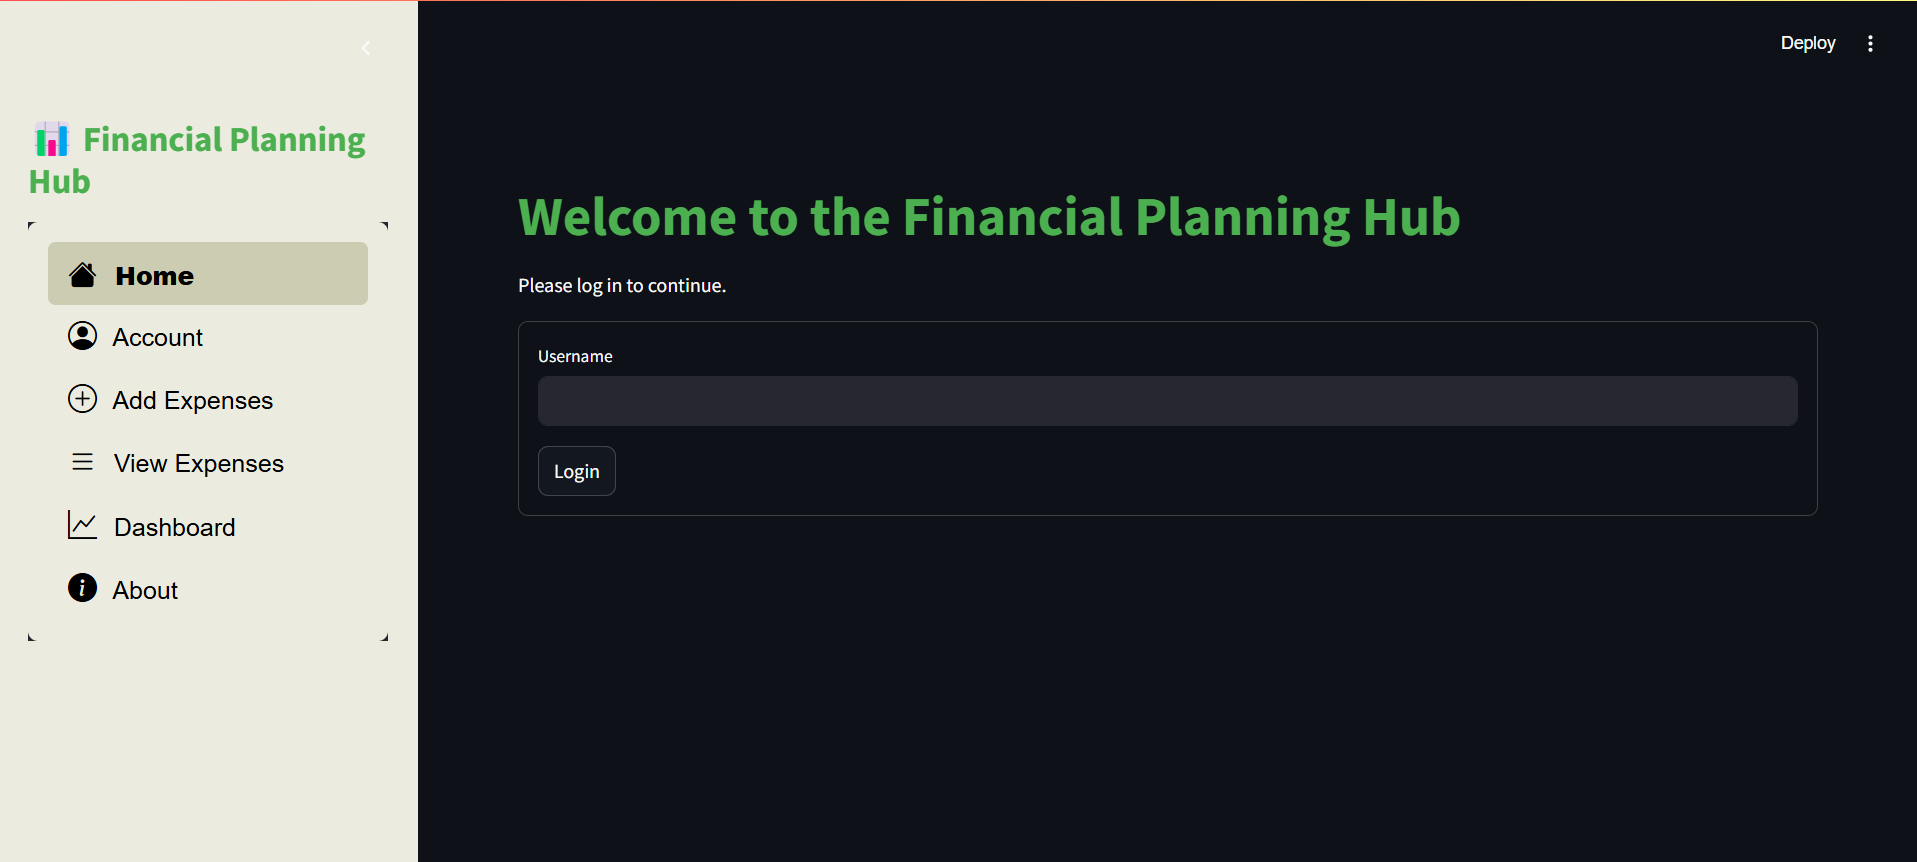 Financial Planning
Hub
Home
Account
Add Expenses
View Expenses
Dashboard
About
Deploy
Welcome to the Financial Planning Hub
Please log in to continue.
Username
Login